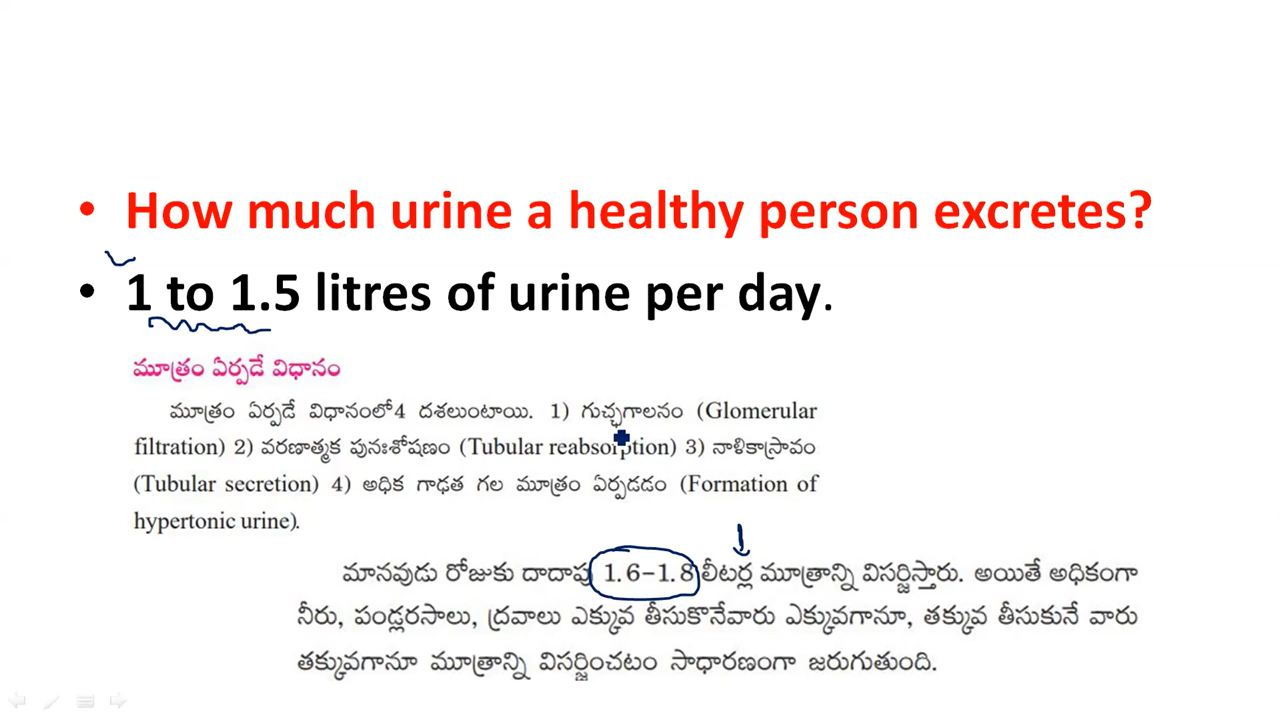 • How much urine a healthy person excretes?
• 1 to 1.5 litres of urine per day.
మూత్రం ఏర్పడే విధానం
మూత్రం ఏర్పడే విధానంలో4 దశలుంటాయి. 1) గుచ్ఛగాలనం (Glomerular
filtration) 2) వరణాత్మక పునఃశోషణం (Tubular reabsorption) 3) నాళికాస్రావం
(Tubular secretion) 4) అధిక గాఢత గల మూత్రం ఏర్పడడం (Formation of
hypertonic urine).
మానవుడు రోజుకు దాదాపు 1.6-1.8 లీటర్ల మూత్రాన్ని విసర్జిస్తారు. అయితే అధికంగా
నీరు, పండ్లరసాలు, ద్రవాలు ఎక్కువ తీసుకొనేవారు ఎక్కువగానూ, తక్కువ తీసుకునే వారు
తక్కువగానూ మూత్రాన్ని విసర్జించటం సాధారణంగా జరుగుతుంది.